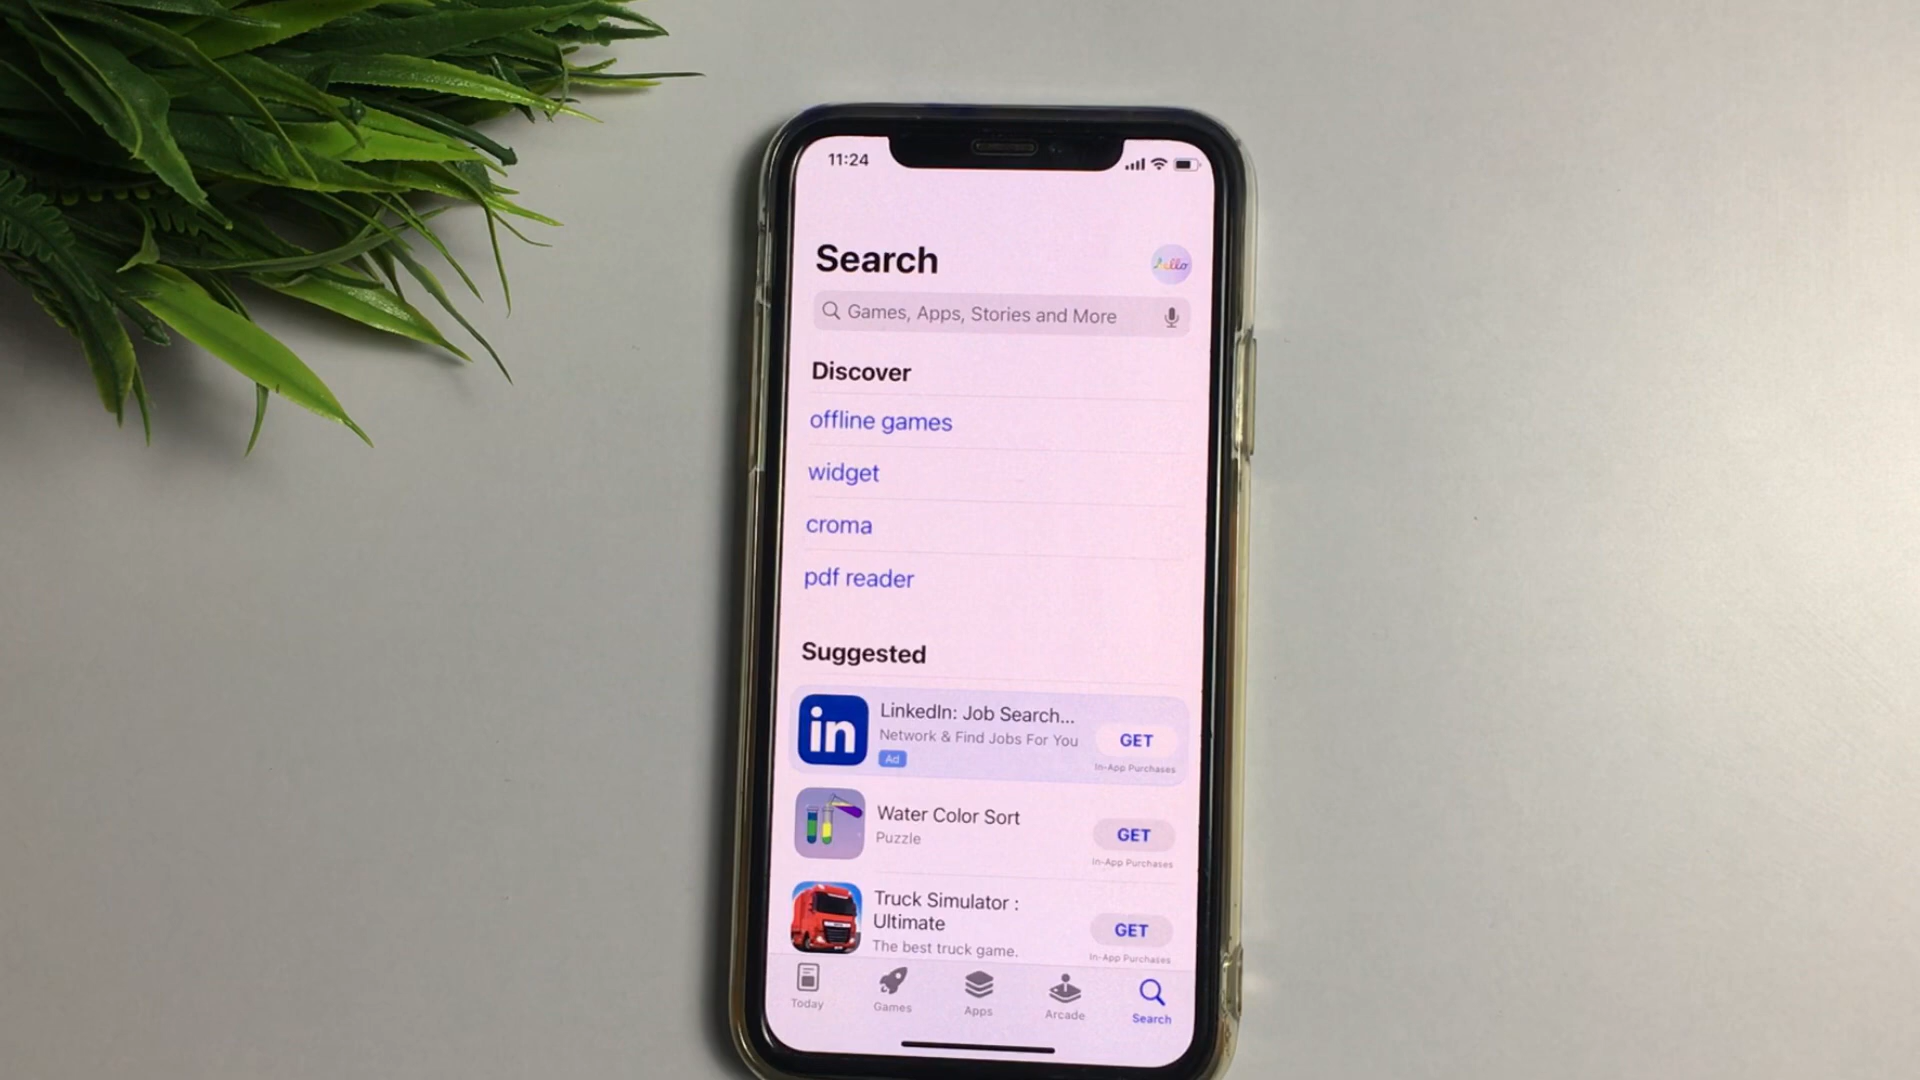 11:24
Search
hello
Games, Apps, Stories and More
Discover
offline games
widget
croma
pdf reader
Suggested
in
LinkedIn: Job Search...
Network & Find Jobs For You
Ad
GET
In-App Purchases
Water Color Sort
Puzzle
GET
In-App Purchases
Truck Simulator :
Ultimate
The best truck game.
GET
In-App Purchases
Today
Games
Apps
Arcade
Search